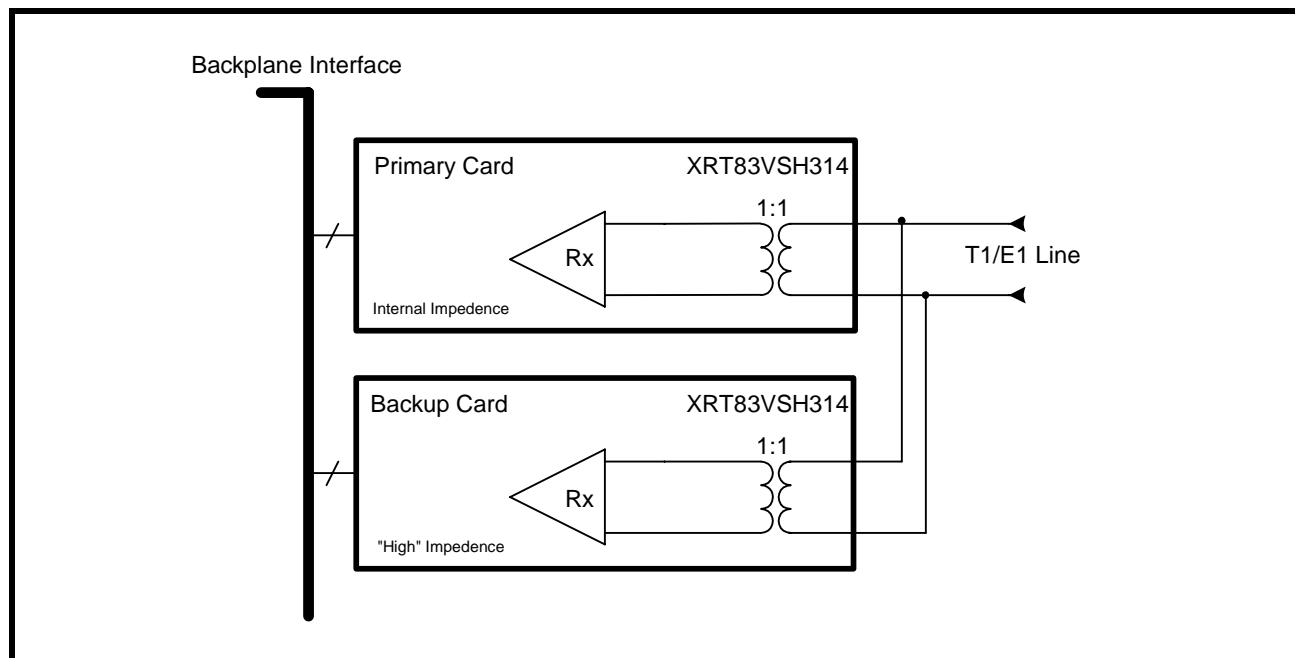 Backplane Interface
Primary Card XRT83VSH314
1:1
Rx
T1/E1 Line
Internal Impedence
Backup Card XRT83VSH314
1:1
Rx
"High" Impedence